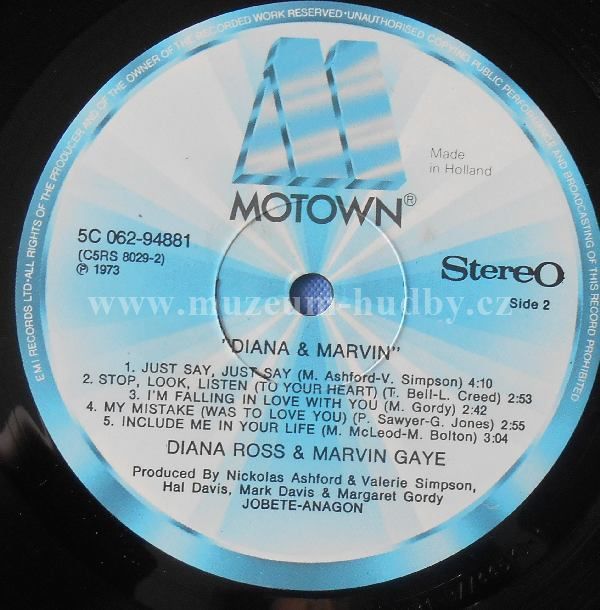 EMI RECORDS LTD·ALL RIGHTS OF THE PRODUCER AND OF THE OWNER OF THE RECORDED WORK RESERVED·UNAUTHORISED COPYING PUBLIC PERFORMANCE AND BROADCASTING OF THIS RECORD PROHIBITED
MOTOWN®
Made
in Holland
5C 062-94881
(C5RS 8029-2)
℗ 1973
Stereo
Side 2
www.muzeum-hudby.cz
"DIANA & MARVIN"
1. JUST SAY, JUST SAY (M. Ashford-V. Simpson) 4:10
2. STOP, LOOK, LISTEN (TO YOUR HEART) (T. Bell-L. Creed) 2:53
3. I'M FALLING IN LOVE WITH YOU (M. Gordy) 2:42
4. MY MISTAKE (WAS TO LOVE YOU) (P. Sawyer-G. Jones) 2:55
5. INCLUDE ME IN YOUR LIFE (M. McLeod-M. Bolton) 3:04
DIANA ROSS & MARVIN GAYE
Produced By Nickolas Ashford & Valerie Simpson,
Hal Davis, Mark Davis & Margaret Gordy
JOBETE-ANAGON